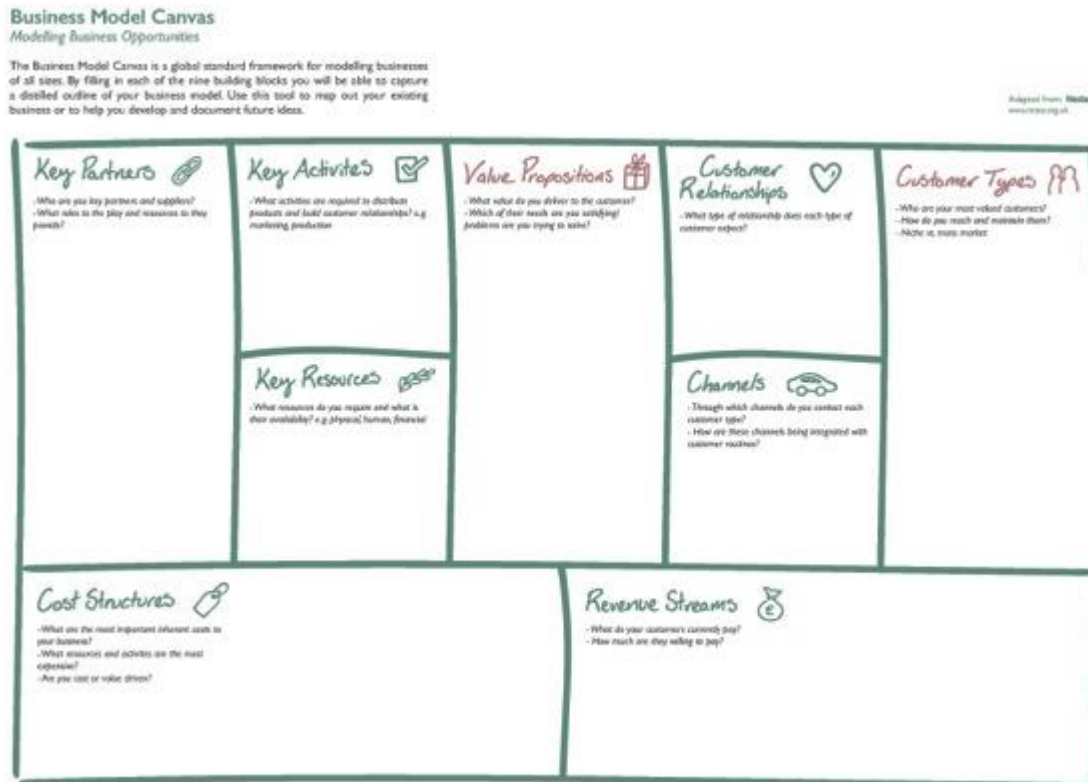 Business Model Canvas
Modelling Business Opportunities
The Business Model Canvas is a global standard framework for modelling businesses
of all sizes. By filling in each of the nine building blocks you will be able to capture
a distilled outline of your business model. Use this tool to map out your existing
business or to help you develop and document future ideas.
Adapted from: Nesta
www.nesta.org.uk
Key Partners
- Who are you key partners and suppliers?
- What roles to the play and resources to they
provide?
Key Activites
- What activities are required to distribute
products and build customer relationships? e.g
marketing, production
Value Propositions
- What value do you deliver to the customer?
- Which of their needs are you satisfying/
problems are you trying to solve?
Customer
Relationships
- What type of relationship does each type of
customer expect?
Customer Types
- Who are your most valued customers?
- How do you reach and maintain them?
- Niche vs. mass market
Key Resources
- What resources do you require and what is
their availability? e.g. physical, human, financial
Channels
- Through which channels do you contact each
customer type?
- How are these channels being integrated with
customer routines?
Cost Structures
- What are the most important inherent costs to
your business?
- What resources and activities are the most
expensive?
- Are you cost or value driven?
Revenue Streams
£
- What do your customers currently pay?
- How much are they willing to pay?